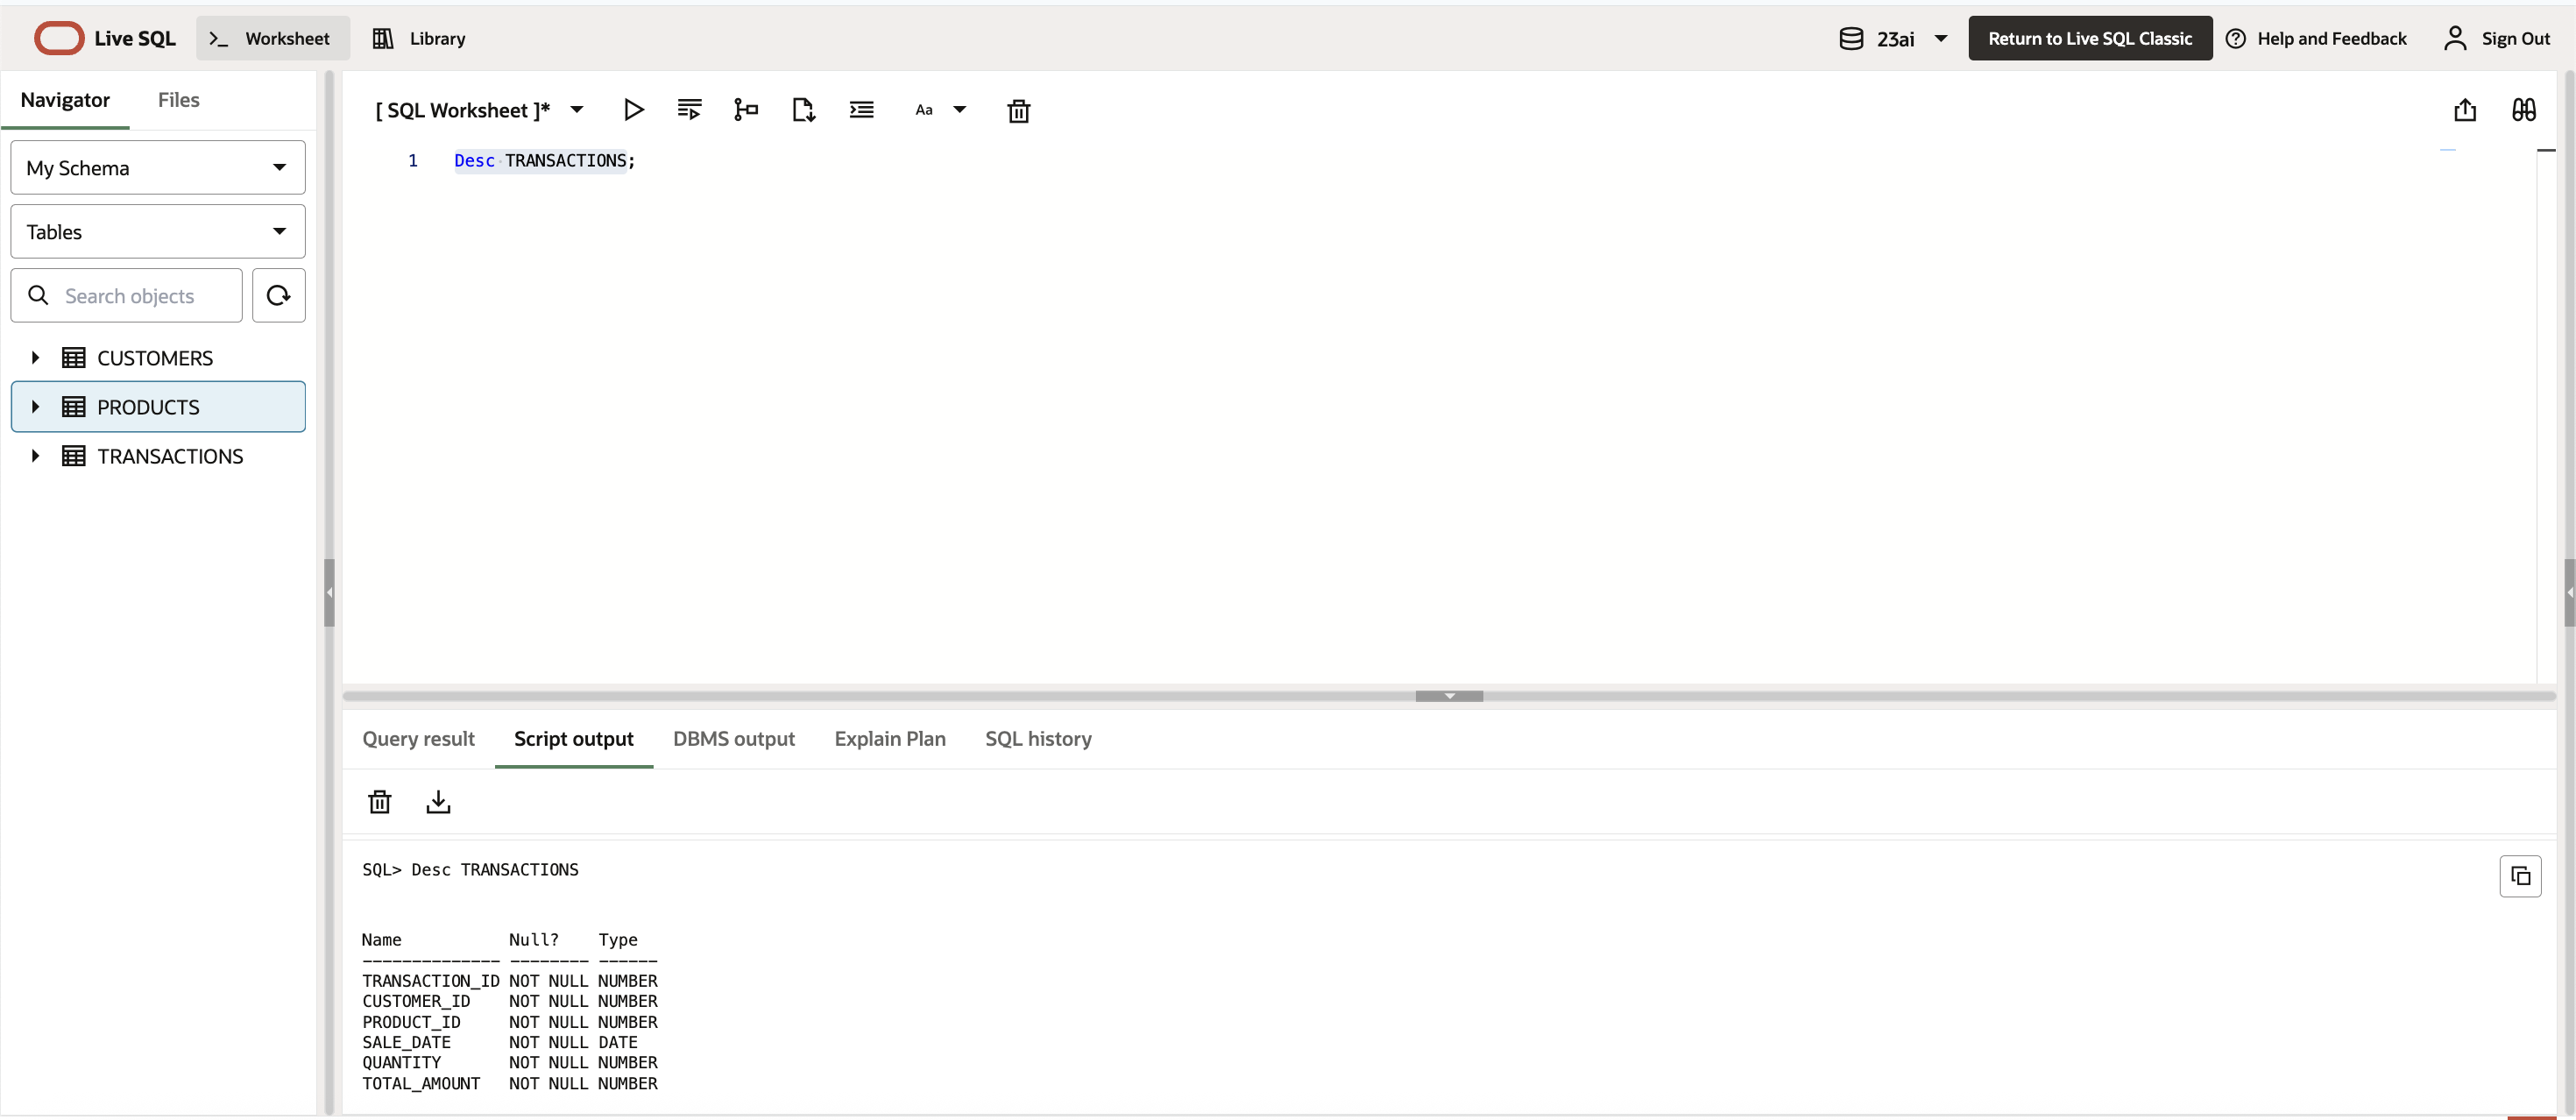 Live SQL
Worksheet
Library
23ai
Return to Live SQL Classic
Help and Feedback
Sign Out
Navigator
Files
My Schema
Tables
Search objects
CUSTOMERS
PRODUCTS
TRANSACTIONS
[ SQL Worksheet ]*
Aa
1 Desc TRANSACTIONS;
Query result
Script output
DBMS output
Explain Plan
SQL history
SQL> Desc TRANSACTIONS
Name           Null?    Type
-------------- -------- ------
TRANSACTION_ID NOT NULL NUMBER
CUSTOMER_ID    NOT NULL NUMBER
PRODUCT_ID     NOT NULL NUMBER
SALE_DATE      NOT NULL DATE
QUANTITY       NOT NULL NUMBER
TOTAL_AMOUNT   NOT NULL NUMBER